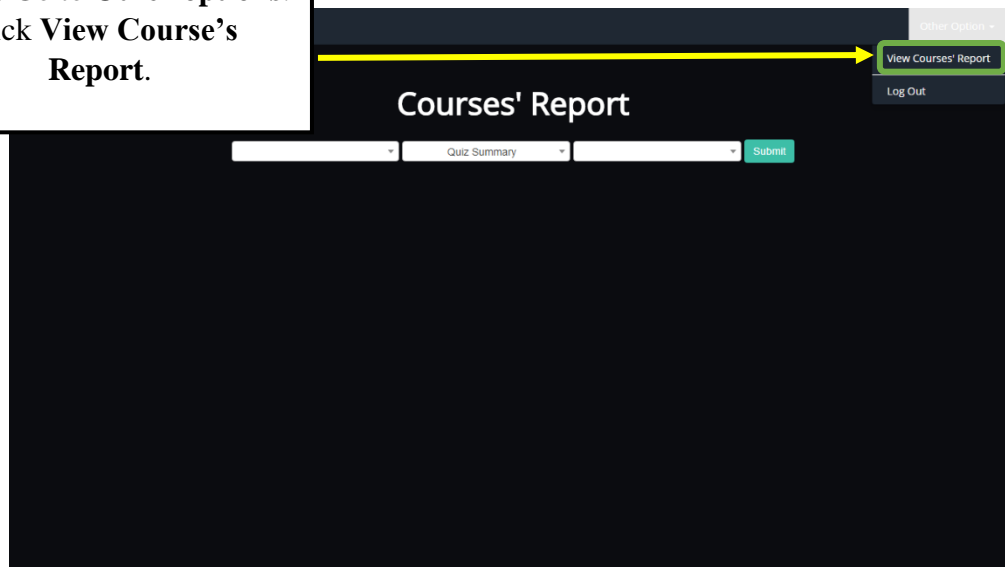 ck View Course’s
Report.
Other Option
View Courses' Report
Log Out
Courses' Report
Quiz Summary
Submit